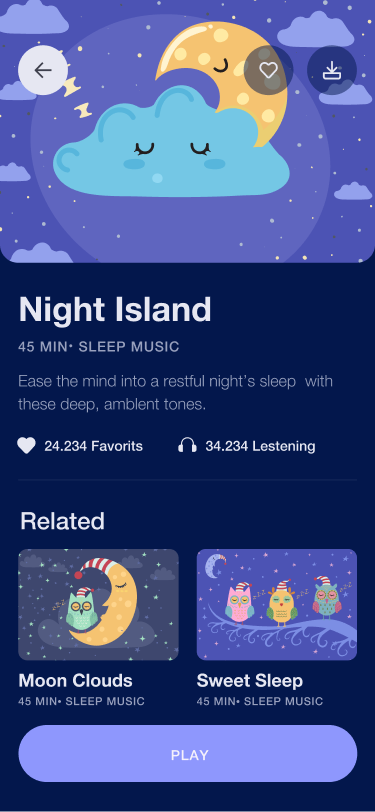 Night Island
45 MIN• SLEEP MUSIC
Ease the mind into a restful night's sleep with
these deep, amblent tones.
24.234 Favorits
34.234 Lestening
Related
Moon Clouds
Sweet Sleep
45 MIN• SLEEP MUSIC
45 MIN• SLEEP MUSIC
PLAY